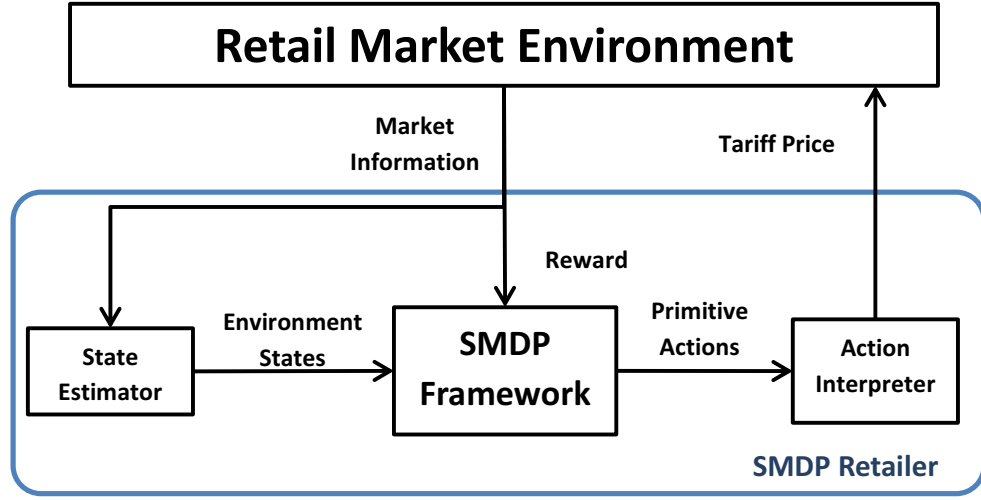 Retail Market Environment
Market
Information
Tariff Price
Reward
Environment
States
Primitive
Actions
State
Estimator
SMDP
Framework
Action
Interpreter
SMDP Retailer